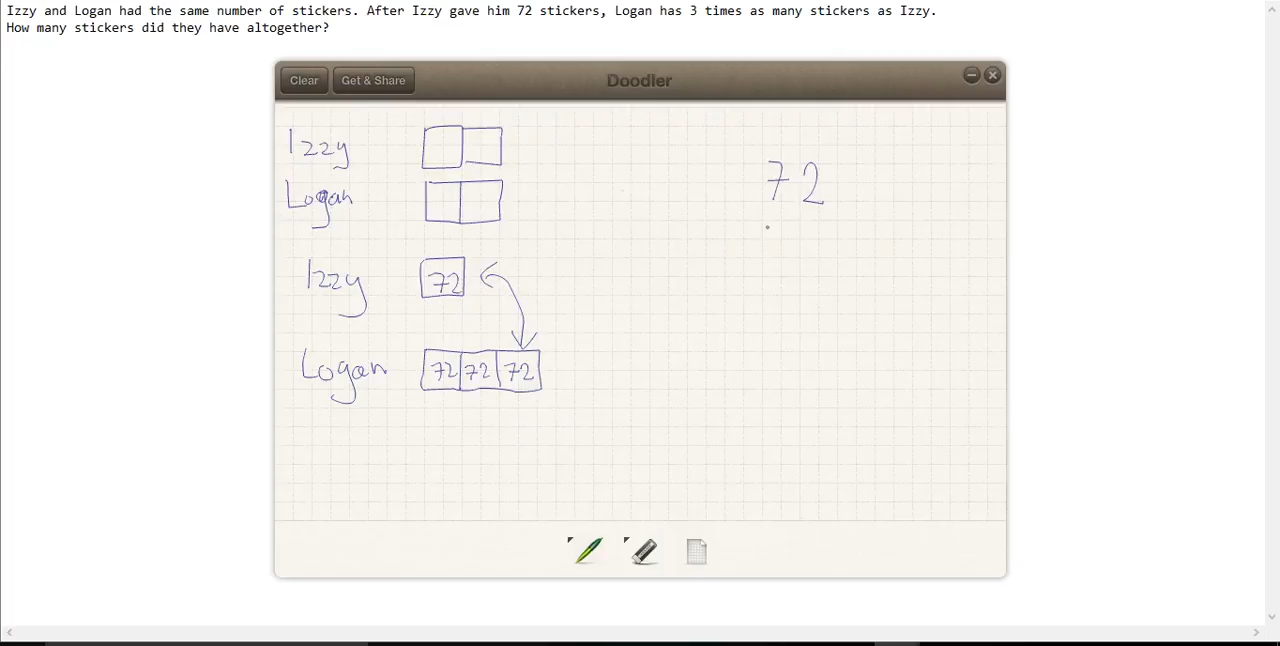 Izzy and Logan had the same number of stickers. After Izzy gave him 72 stickers, Logan has 3 times as many stickers as Izzy.
How many stickers did they have altogether?
Clear Get & Share Doodler
Izzy
72
Logan
Izzy 72
Logan 72 72 72